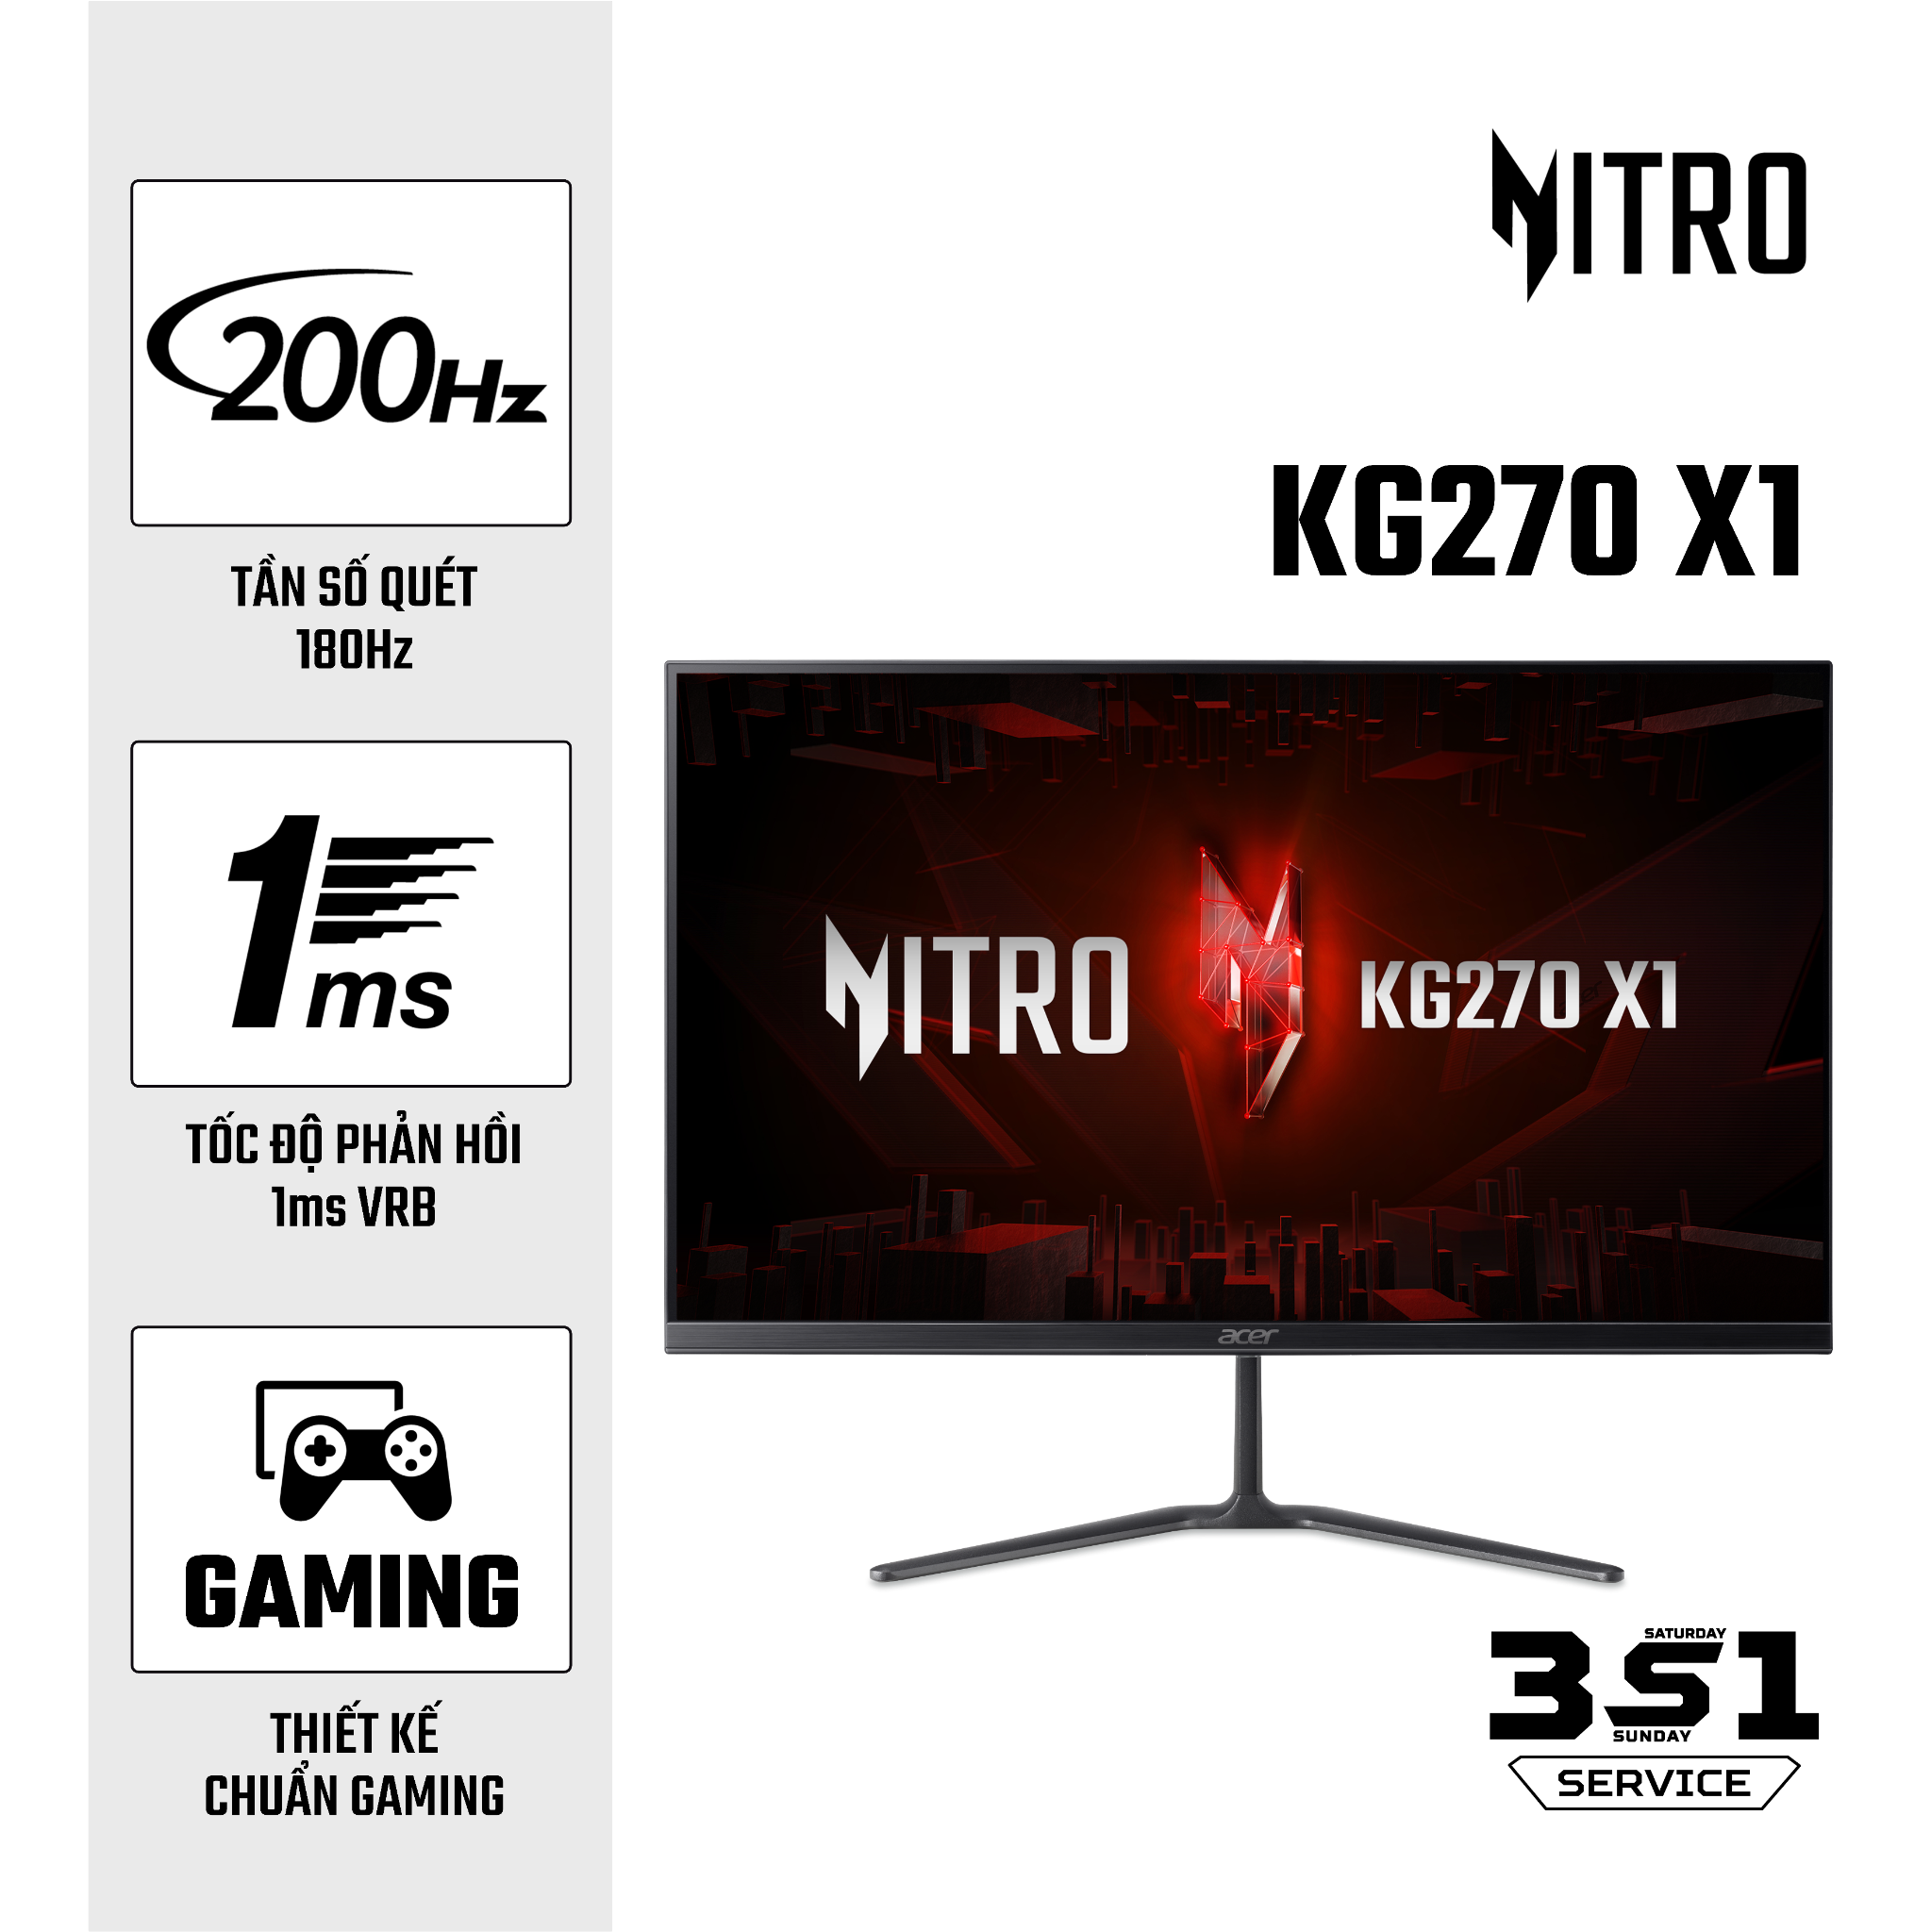 200Hz
TẦN SỐ QUÉT
180Hz
1ms
TỐC ĐỘ PHẢN HỒI
1ms VRB
GAMING
THIẾT KẾ
CHUẨN GAMING
NITRO
KG270 X1
NITRO
KG270 X1
acer
SATURDAY
3S1
SUNDAY
SERVICE